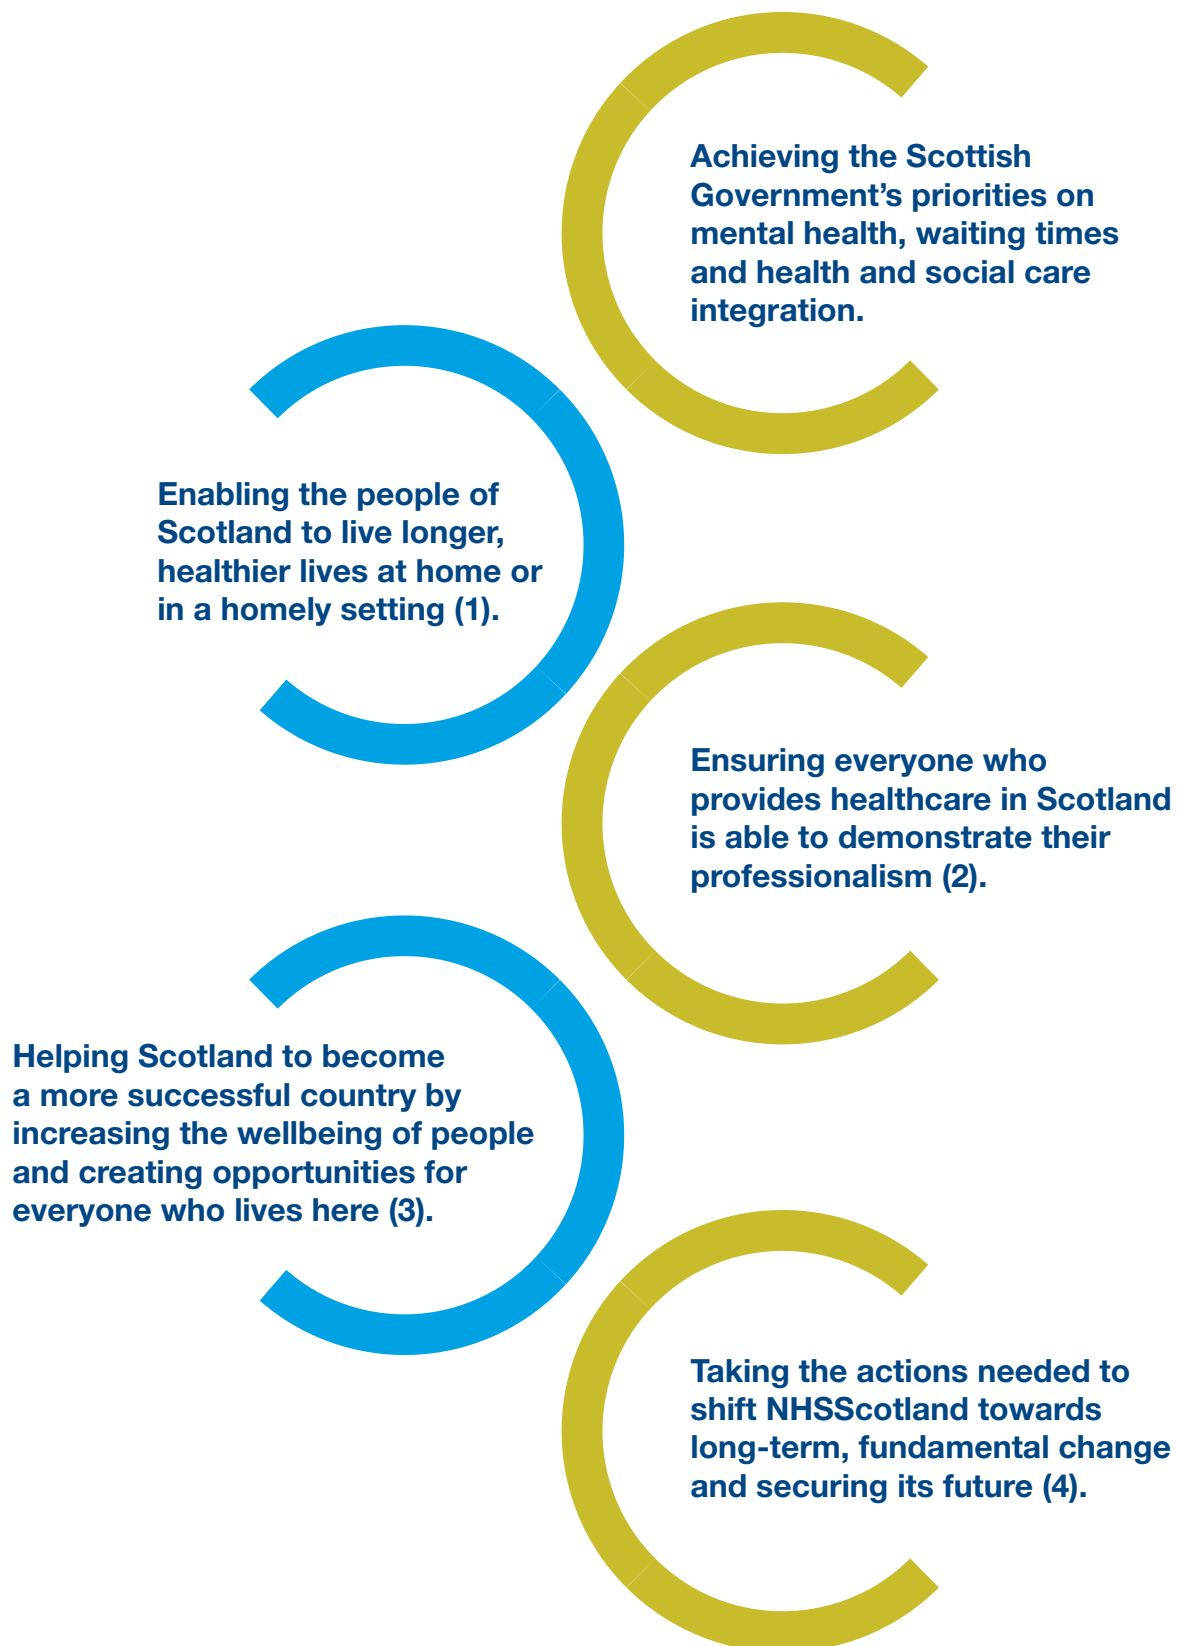 Achieving the Scottish
Government’s priorities on
mental health, waiting times
and health and social care
integration.
Enabling the people of
Scotland to live longer,
healthier lives at home or
in a homely setting (1).
Ensuring everyone who
provides healthcare in Scotland
is able to demonstrate their
professionalism (2).
Helping Scotland to become
a more successful country by
increasing the wellbeing of people
and creating opportunities for
everyone who lives here (3).
Taking the actions needed to
shift NHSScotland towards
long-term, fundamental change
and securing its future (4).